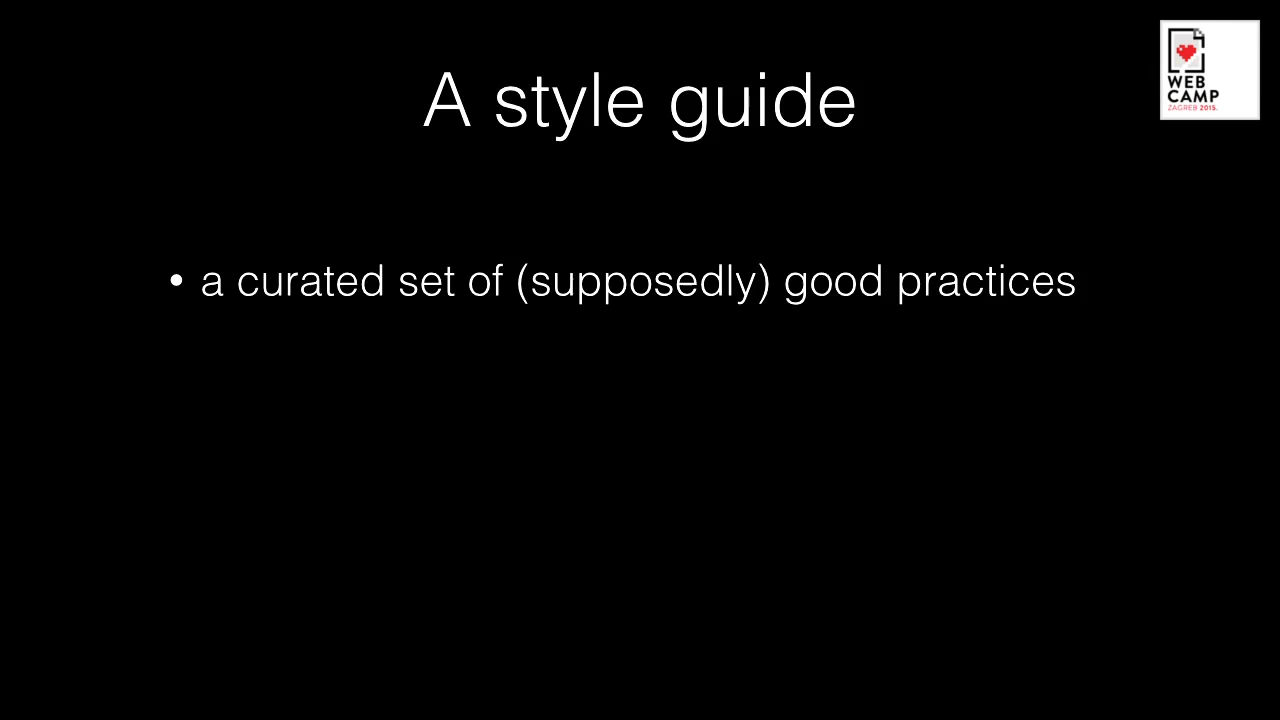 A style guide
WEB
CAMP
ZAGREB 2015.
• a curated set of (supposedly) good practices